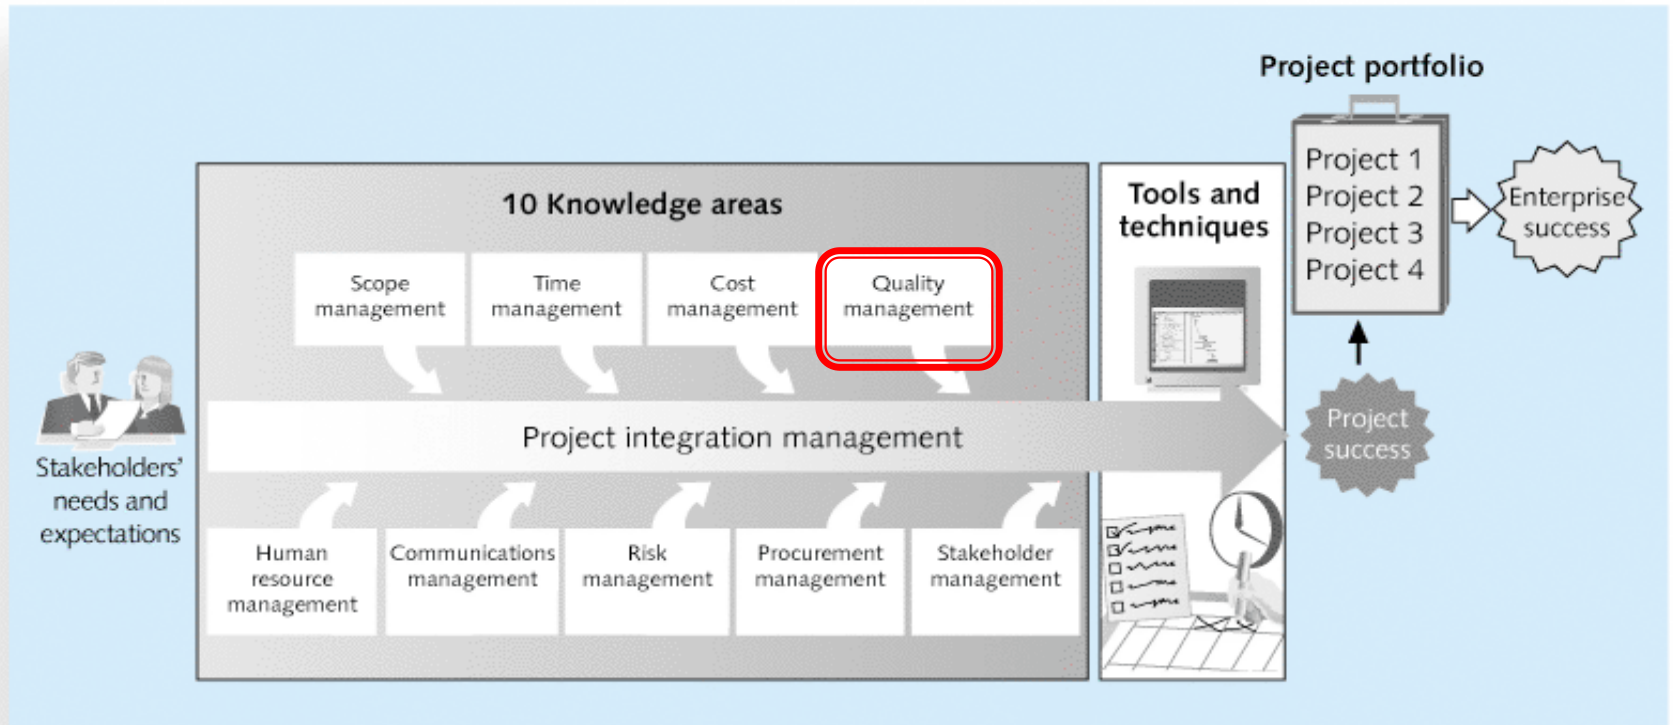 Project portfolio
Project 1
Project 2
Project 3
Project 4
Enterprise
success
10 Knowledge areas
Tools and
techniques
Scope
management
Time
management
Cost
management
Quality
management
Project integration management
Project
success
Stakeholders'
needs and
expectations
Human
resource
management
Communications
management
Risk
management
Procurement
management
Stakeholder
management